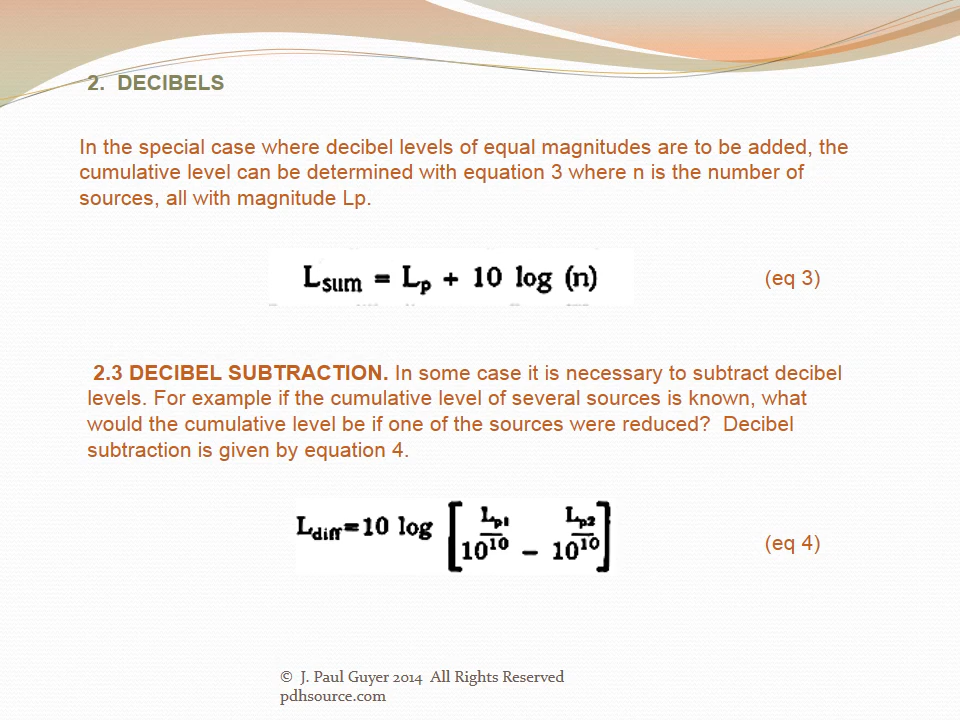 2. DECIBELS
In the special case where decibel levels of equal magnitudes are to be added, the
cumulative level can be determined with equation 3 where n is the number of
sources, all with magnitude Lp.
L_sum = L_p + 10 log (n) (eq 3)
2.3 DECIBEL SUBTRACTION. In some case it is necessary to subtract decibel
levels. For example if the cumulative level of several sources is known, what
would the cumulative level be if one of the sources were reduced? Decibel
subtraction is given by equation 4.
L_diff = 10 log [10^(L_p1/10) – 10^(L_p2/10)] (eq 4)
© J. Paul Guyer 2014 All Rights Reserved
pdhsource.com